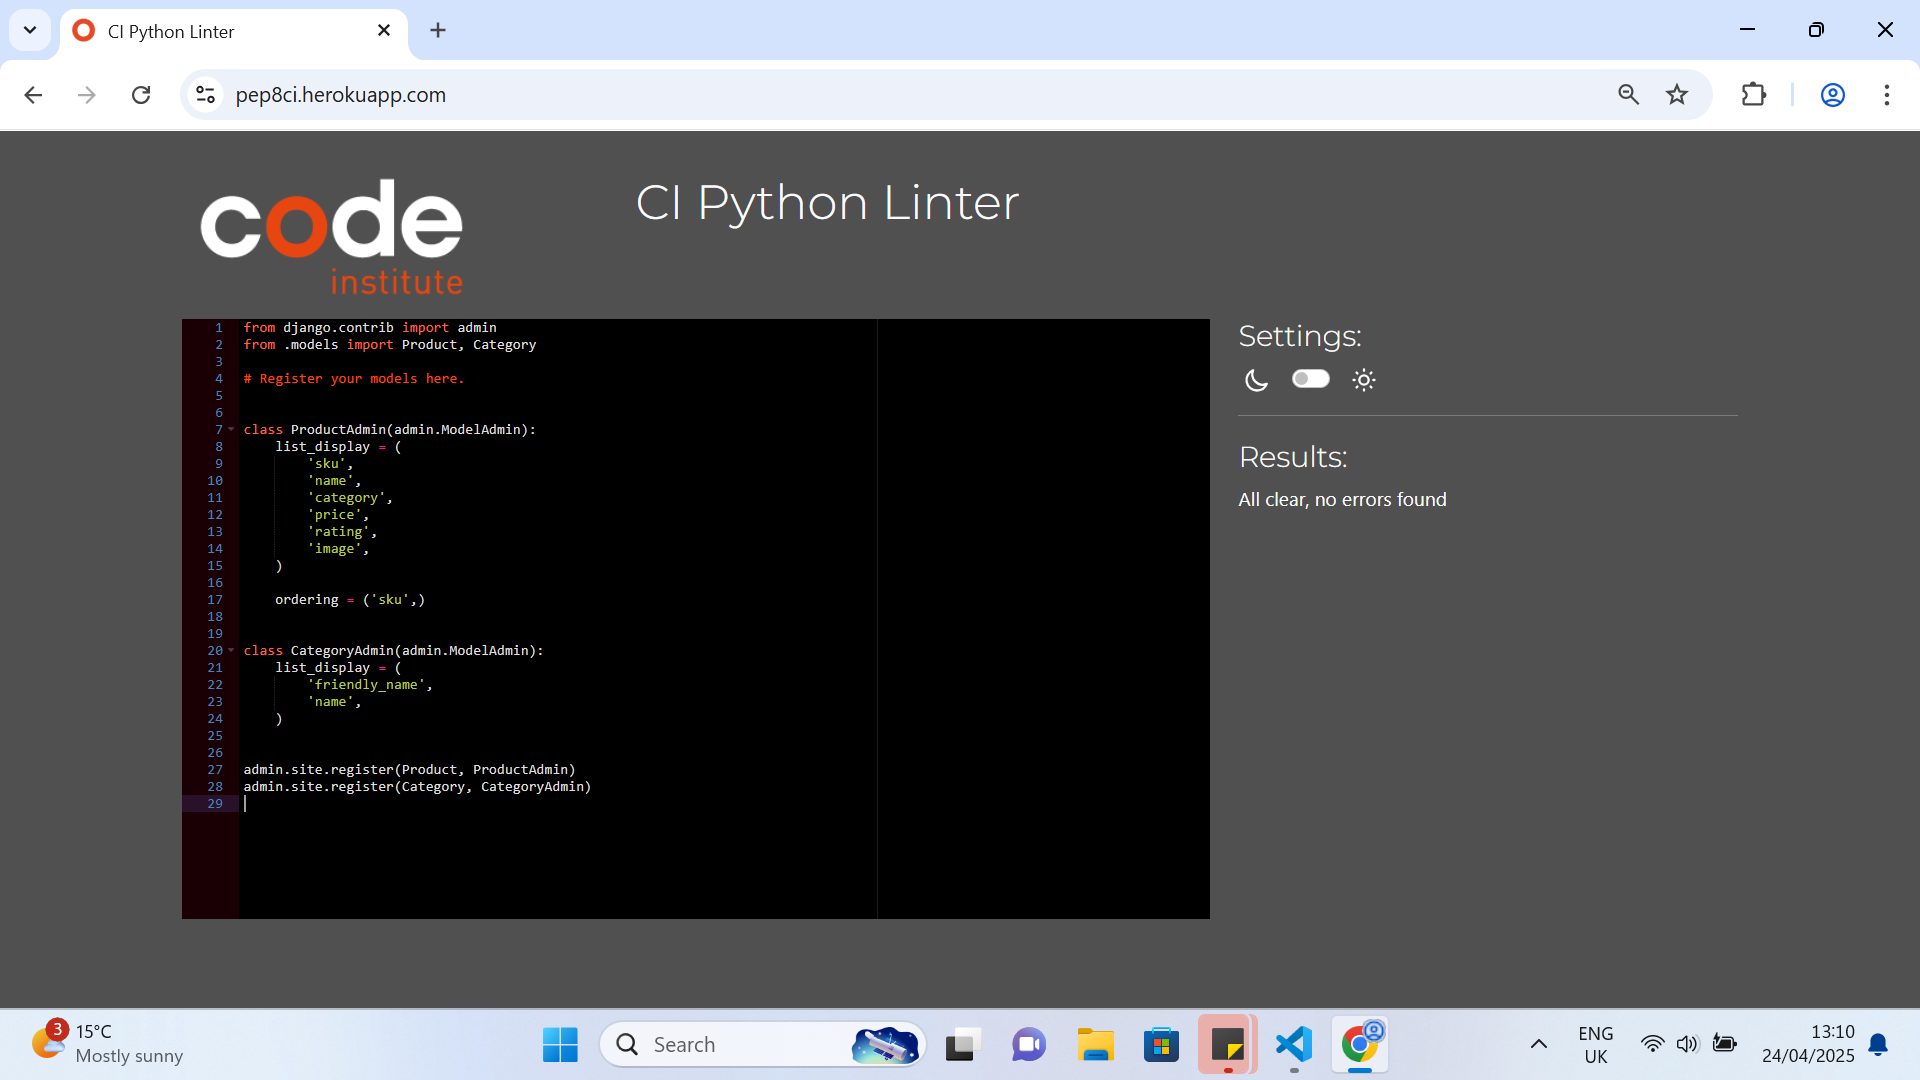 CI Python Linter
pep8ci.herokuapp.com
code
institute
CI Python Linter
1 from django.contrib import admin
2 from .models import Product, Category
3
4 # Register your models here.
5
6
7 class ProductAdmin(admin.ModelAdmin):
8     list_display = (
9         'sku',
10         'name',
11         'category',
12         'price',
13         'rating',
14         'image',
15     )
16
17     ordering = ('sku',)
18
19
20 class CategoryAdmin(admin.ModelAdmin):
21     list_display = (
22         'friendly_name',
23         'name',
24     )
25
26
27 admin.site.register(Product, ProductAdmin)
28 admin.site.register(Category, CategoryAdmin)
29
Settings:
Results:
All clear, no errors found
3
15°C
Mostly sunny
Search
ENG
UK
13:10
24/04/2025